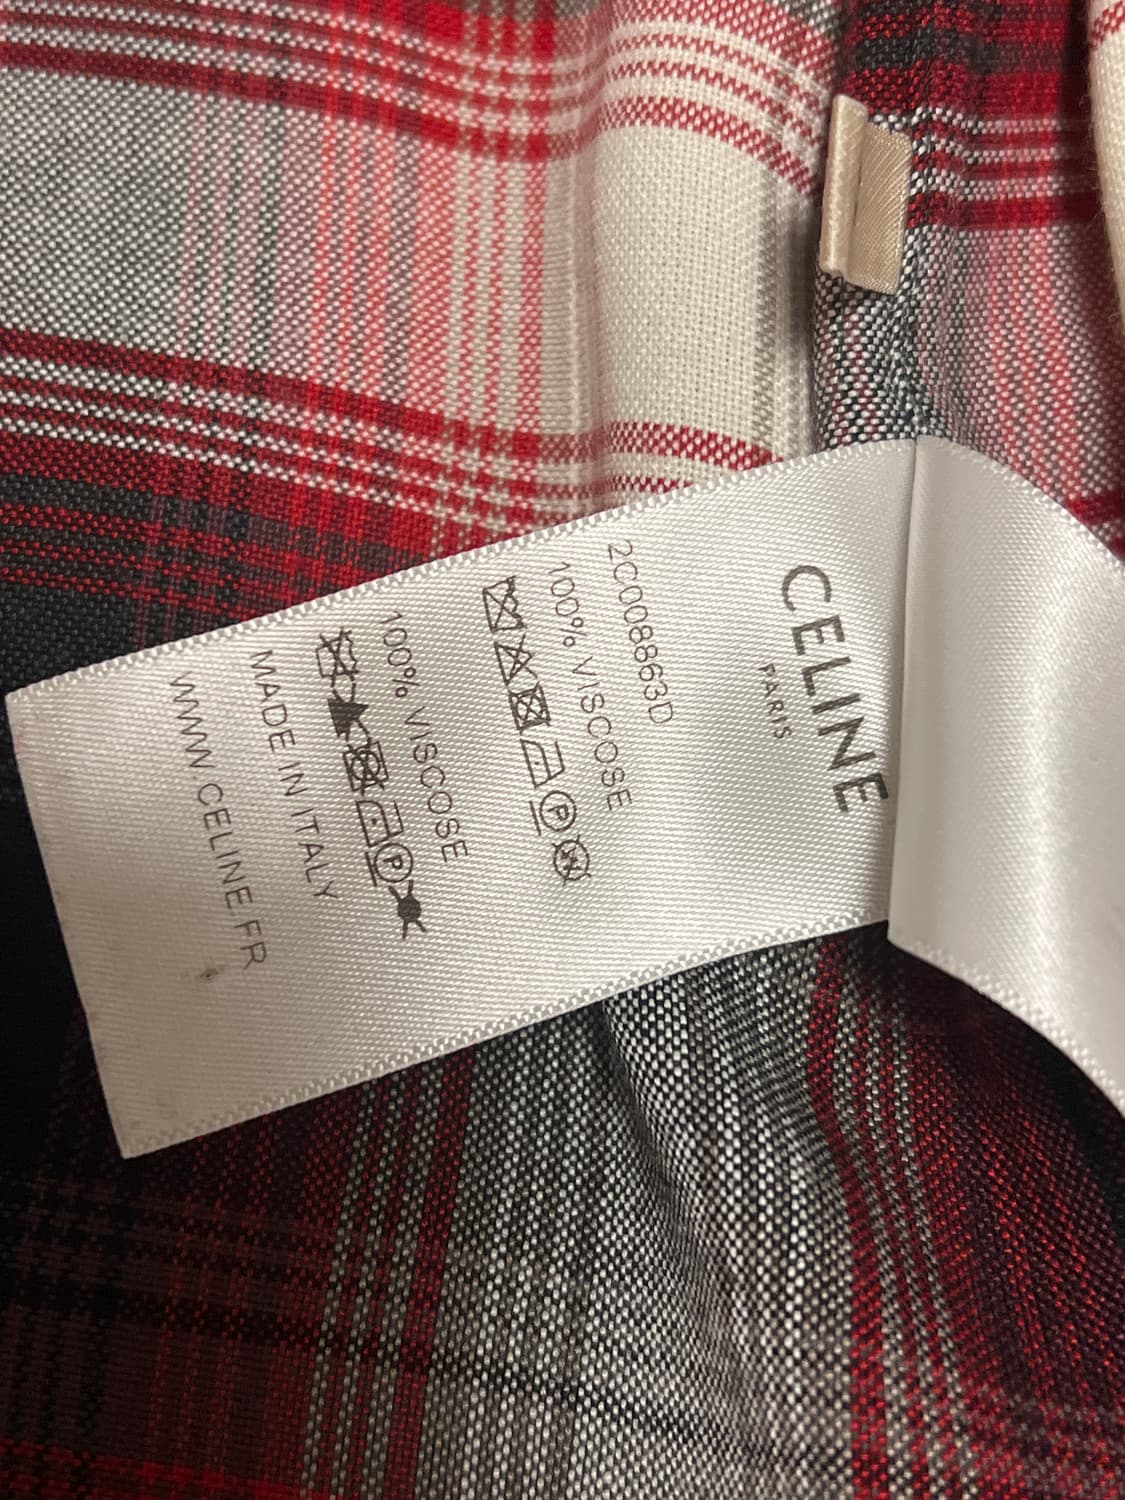 CELINE
PARIS
2C008863D
100% VISCOSE
P W
100% VISCOSE
P
MADE IN ITALY
WWW.CELINE.FR